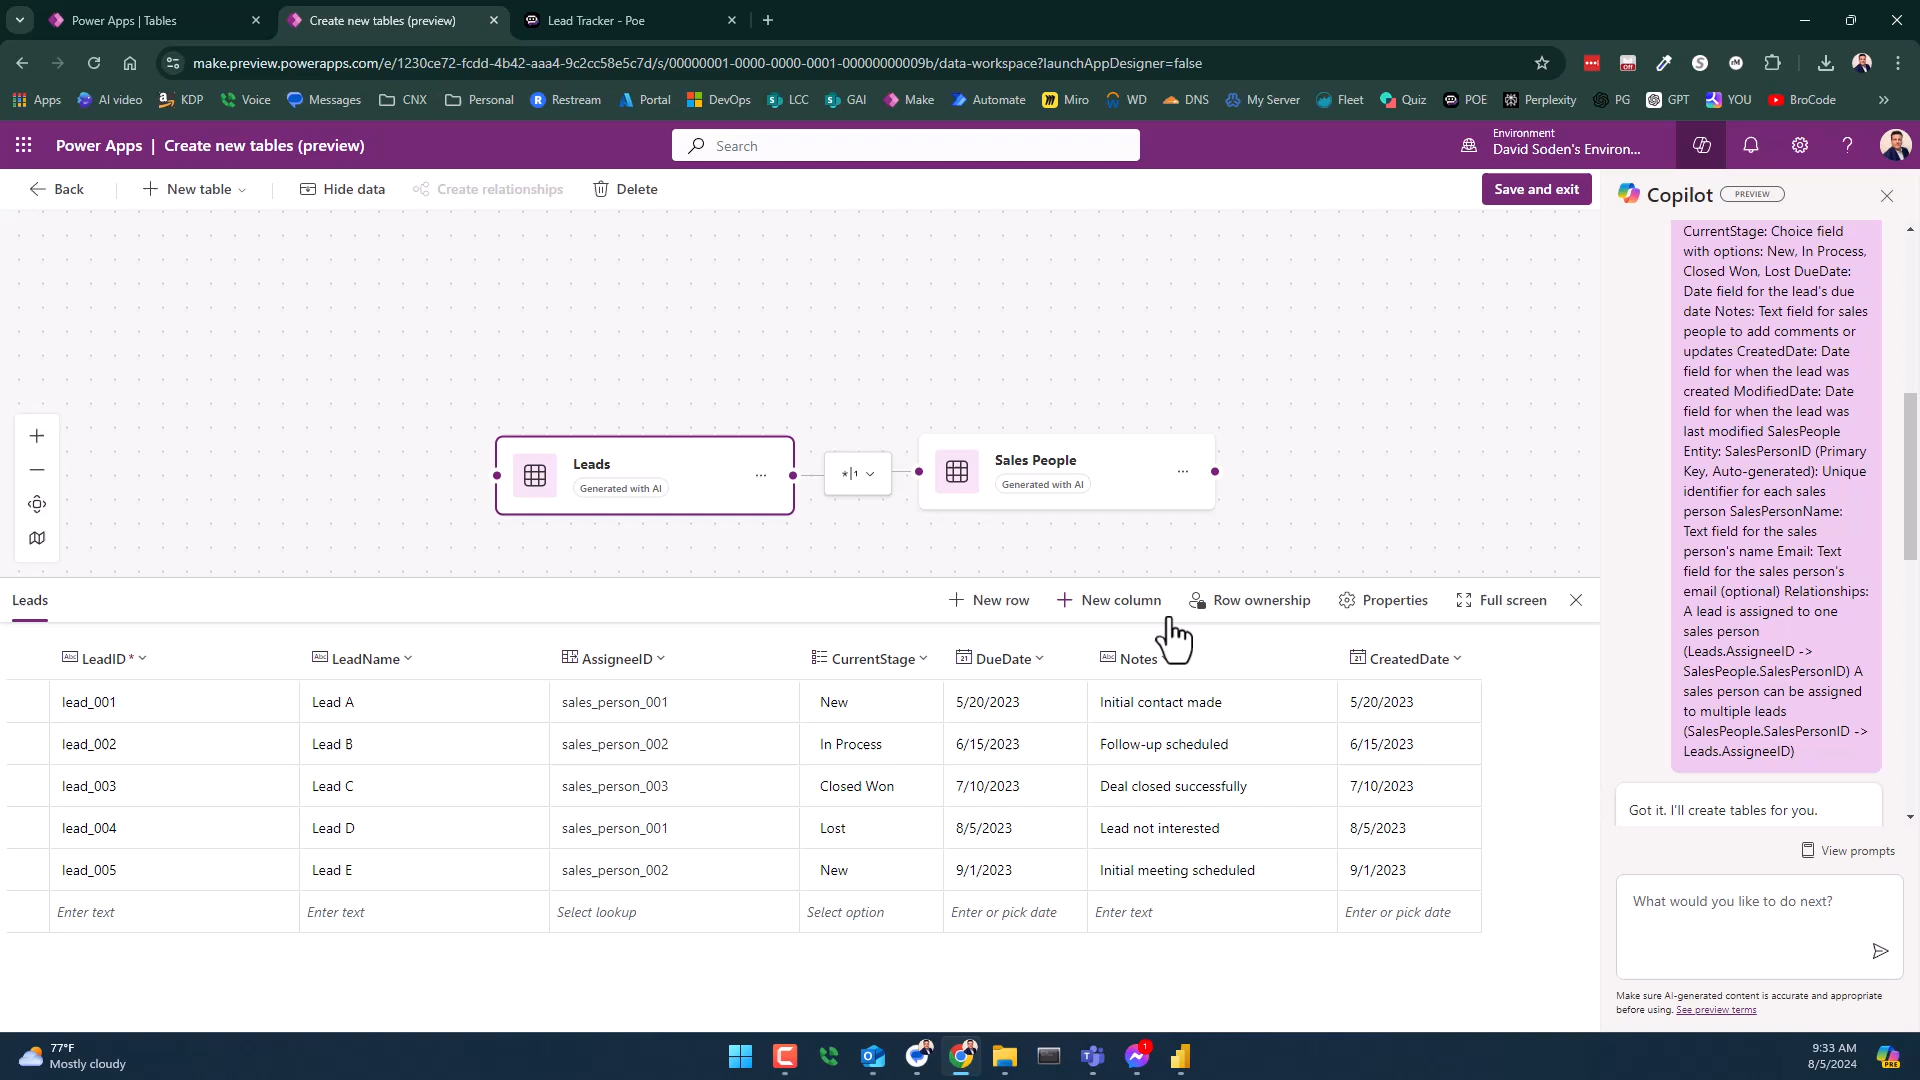 Power Apps | Tables
Create new tables (preview)
Lead Tracker - Poe
make.preview.powerapps.com/e/1230ce72-fcdd-4b42-aaa4-9c2cc58e5c7d/s/00000001-0000-0000-0001-00000000009b/data-workspace?launchAppDesigner=false
Apps
AI video
KDP
Voice
Messages
CNX
Personal
Restream
Portal
DevOps
LCC
GAI
Make
Automate
Miro
WD
DNS
My Server
Fleet
Quiz
POE
Perplexity
PG
GPT
YOU
BroCode
Power Apps | Create new tables (preview)
Search
Environment
David Soden's Environ...
Back
New table
Hide data
Create relationships
Delete
Save and exit
Copilot
PREVIEW
CurrentStage: Choice field
with options: New, In Process,
Closed Won, Lost DueDate:
Date field for the lead's due
date Notes: Text field for sales
people to add comments or
updates CreatedDate: Date
field for when the lead was
created ModifiedDate: Date
field for when the lead was
last modified SalesPeople
Entity: SalesPersonID (Primary
Key, Auto-generated): Unique
identifier for each sales
person SalesPersonName:
Text field for the sales
person's name Email: Text
field for the sales person's
email (optional) Relationships:
A lead is assigned to one
sales person
(Leads.AssigneeID ->
SalesPeople.SalesPersonID) A
sales person can be assigned
to multiple leads
(SalesPeople.SalesPersonID ->
Leads.AssigneeID)
Got it. I'll create tables for you.
View prompts
What would you like to do next?
Make sure AI-generated content is accurate and appropriate
before using. See preview terms
Leads
Generated with AI
*|1
Sales People
Generated with AI
Leads
New row
New column
Row ownership
Properties
Full screen
LeadID *
LeadName
AssigneeID
CurrentStage
DueDate
Notes
CreatedDate
lead_001
Lead A
sales_person_001
New
5/20/2023
Initial contact made
5/20/2023
lead_002
Lead B
sales_person_002
In Process
6/15/2023
Follow-up scheduled
6/15/2023
lead_003
Lead C
sales_person_003
Closed Won
7/10/2023
Deal closed successfully
7/10/2023
lead_004
Lead D
sales_person_001
Lost
8/5/2023
Lead not interested
8/5/2023
lead_005
Lead E
sales_person_002
New
9/1/2023
Initial meeting scheduled
9/1/2023
Enter text
Enter text
Select lookup
Select option
Enter or pick date
Enter text
Enter or pick date
77°F
Mostly cloudy
1
9:33 AM
8/5/2024